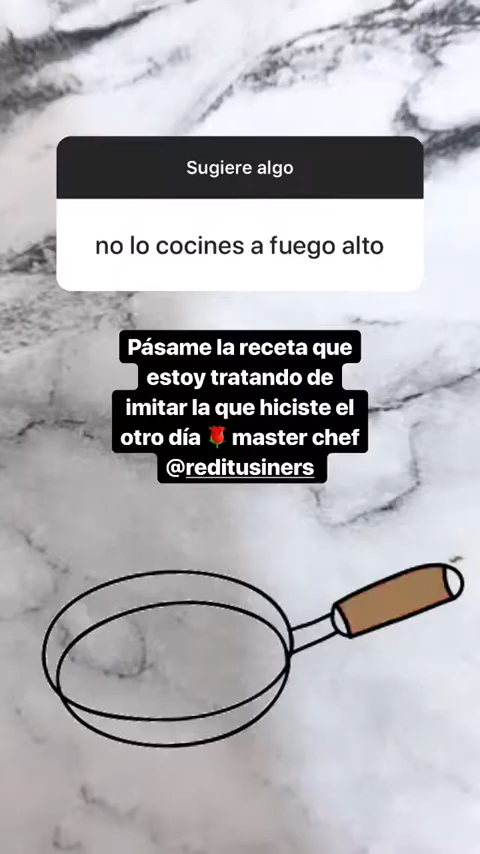 Sugiere algo
no lo cocines a fuego alto
Pásame la receta que
estoy tratando de
imitar la que hiciste el
otro día 🌹 master chef
@reditusiners